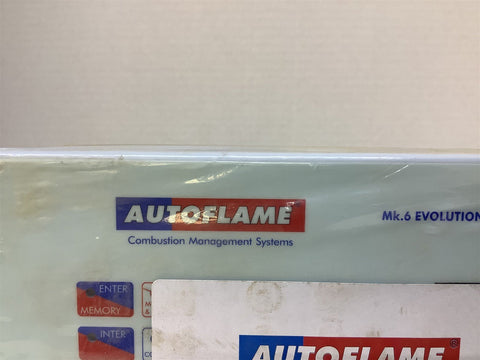 AUTOFLAME
Combustion Management Systems
Mk.6 EVOLUTION
ENTER
MEMORY
INTER
AUTOFLAME